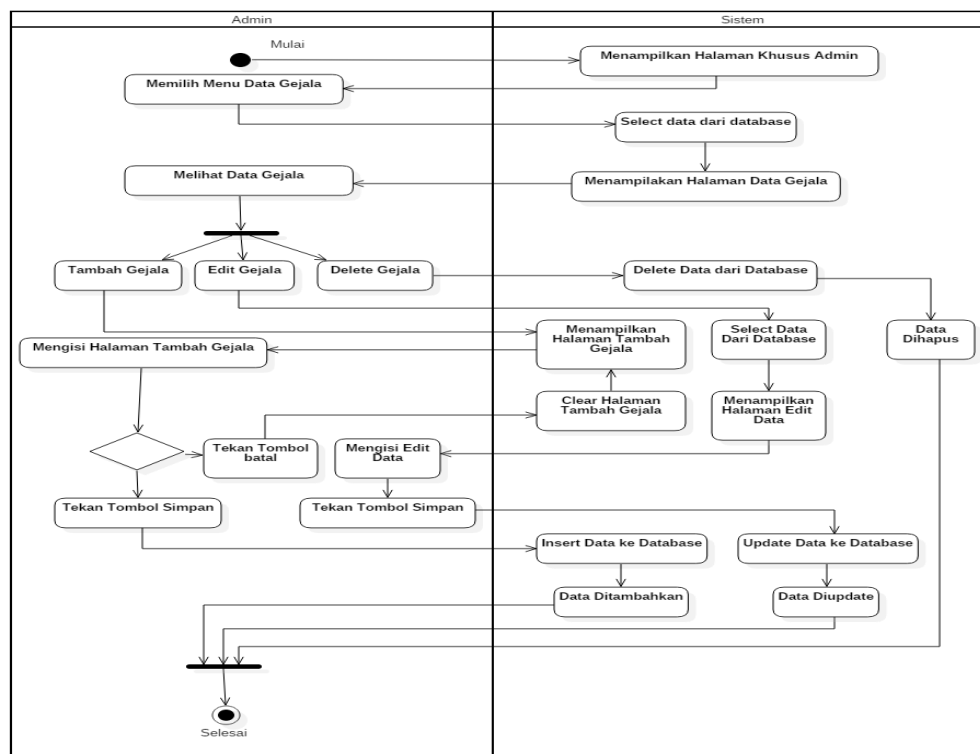 Admin
Sistem
Mulai
Menampilkan Halaman Khusus Admin
Memilih Menu Data Gejala
Select data dari database
Melihat Data Gejala
Menampilakan Halaman Data Gejala
Tambah Gejala
Edit Gejala
Delete Gejala
Delete Data dari Database
Menampilkan
Halaman Tambah
Gejala
Select Data
Dari Database
Data
Dihapus
Mengisi Halaman Tambah Gejala
Clear Halaman
Tambah Gejala
Menampilkan
Halaman Edit
Data
Tekan Tombol
batal
Mengisi Edit
Data
Tekan Tombol Simpan
Tekan Tombol Simpan
Insert Data ke Database
Update Data ke Database
Data Ditambahkan
Data Diupdate
Selesai